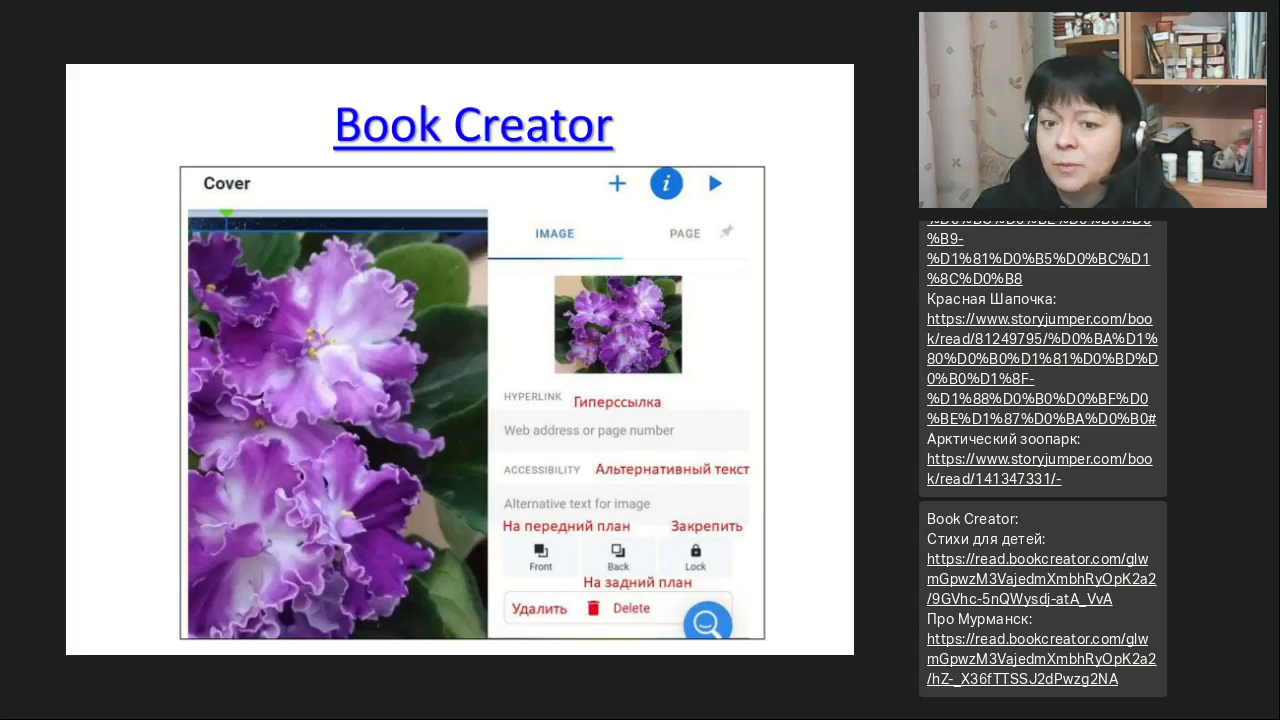 Book Creator
Cover
IMAGE PAGE
HYPERLINK Гиперссылка
Web address or page number
ACCESSIBILITY Альтернативный текст
Alternative text for image
На передний план Закрепить
Front Back Lock
На задний план
Удалить Delete
%B9-
%D1%81%D0%B5%D0%BC%D1
%8C%D0%B8
Красная Шапочка:
https://www.storyjumper.com/boo
k/read/81249795/%D0%BA%D1%
80%D0%B0%D1%81%D0%BD%D
0%B0%D1%8F-
%D1%88%D0%B0%D0%BF%D0
%BE%D1%87%D0%BA%D0%B0#
Арктический зоопарк:
https://www.storyjumper.com/boo
k/read/141347331/-
Book Creator:
Стихи для детей:
https://read.bookcreator.com/glw
mGpwzM3VajedmXmbhRyOpK2a2
/9GVhc-5nQWysdj-atA_VvA
Про Мурманск:
https://read.bookcreator.com/glw
mGpwzM3VajedmXmbhRyOpK2a2
/hZ-_X36fTTSSJ2dPwzg2NA